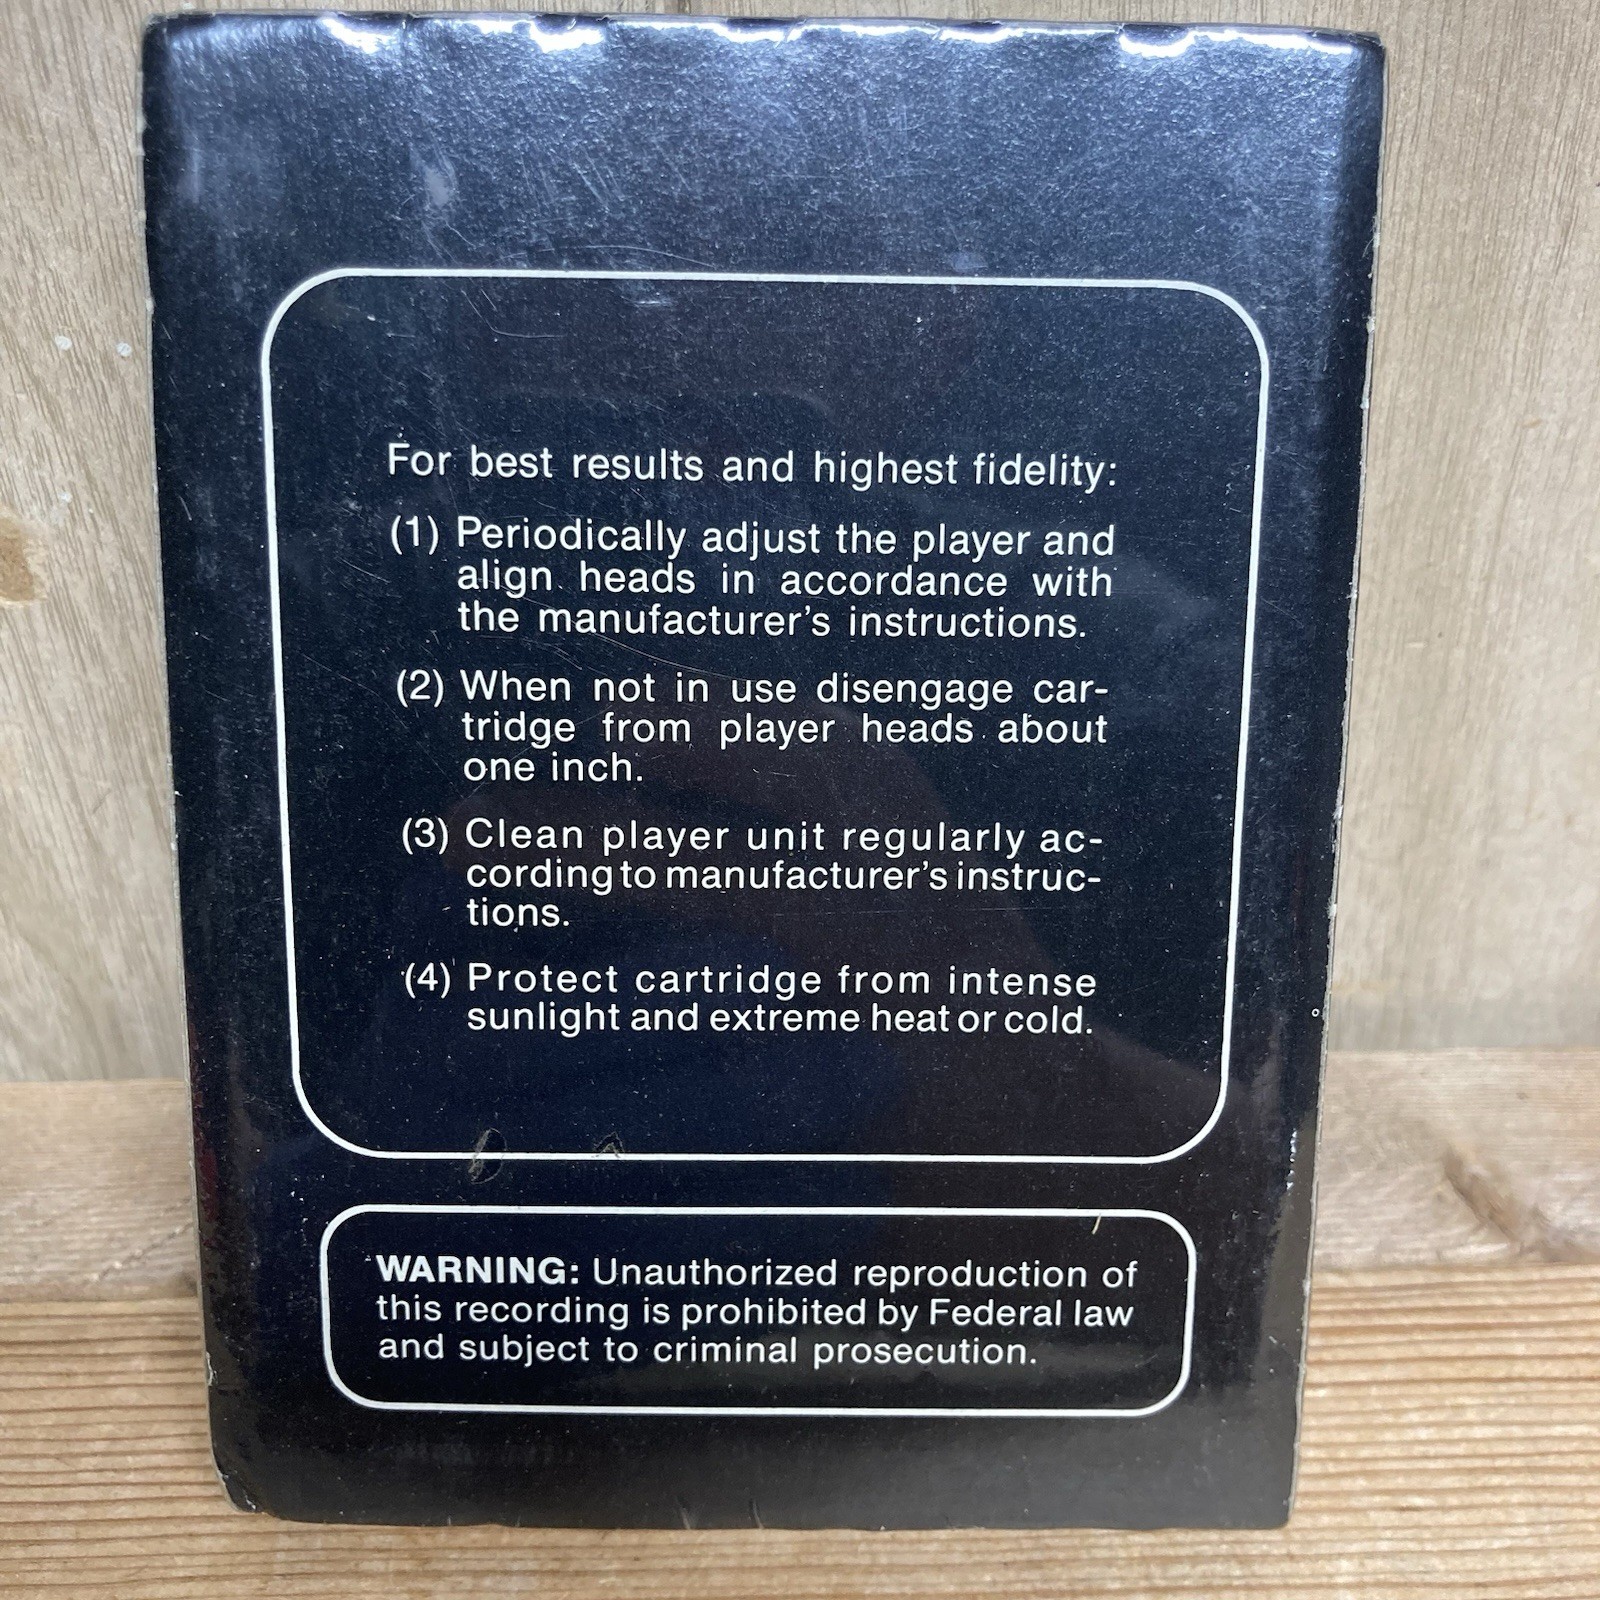 For best results and highest fidelity:
(1) Periodically adjust the player and
align heads in accordance with
the manufacturer's instructions.
(2) When not in use disengage car-
tridge from player heads about
one inch.
(3) Clean player unit regularly ac-
cording to manufacturer's instruc-
tions.
(4) Protect cartridge from intense
sunlight and extreme heat or cold.
WARNING: Unauthorized reproduction of
this recording is prohibited by Federal law
and subject to criminal prosecution.